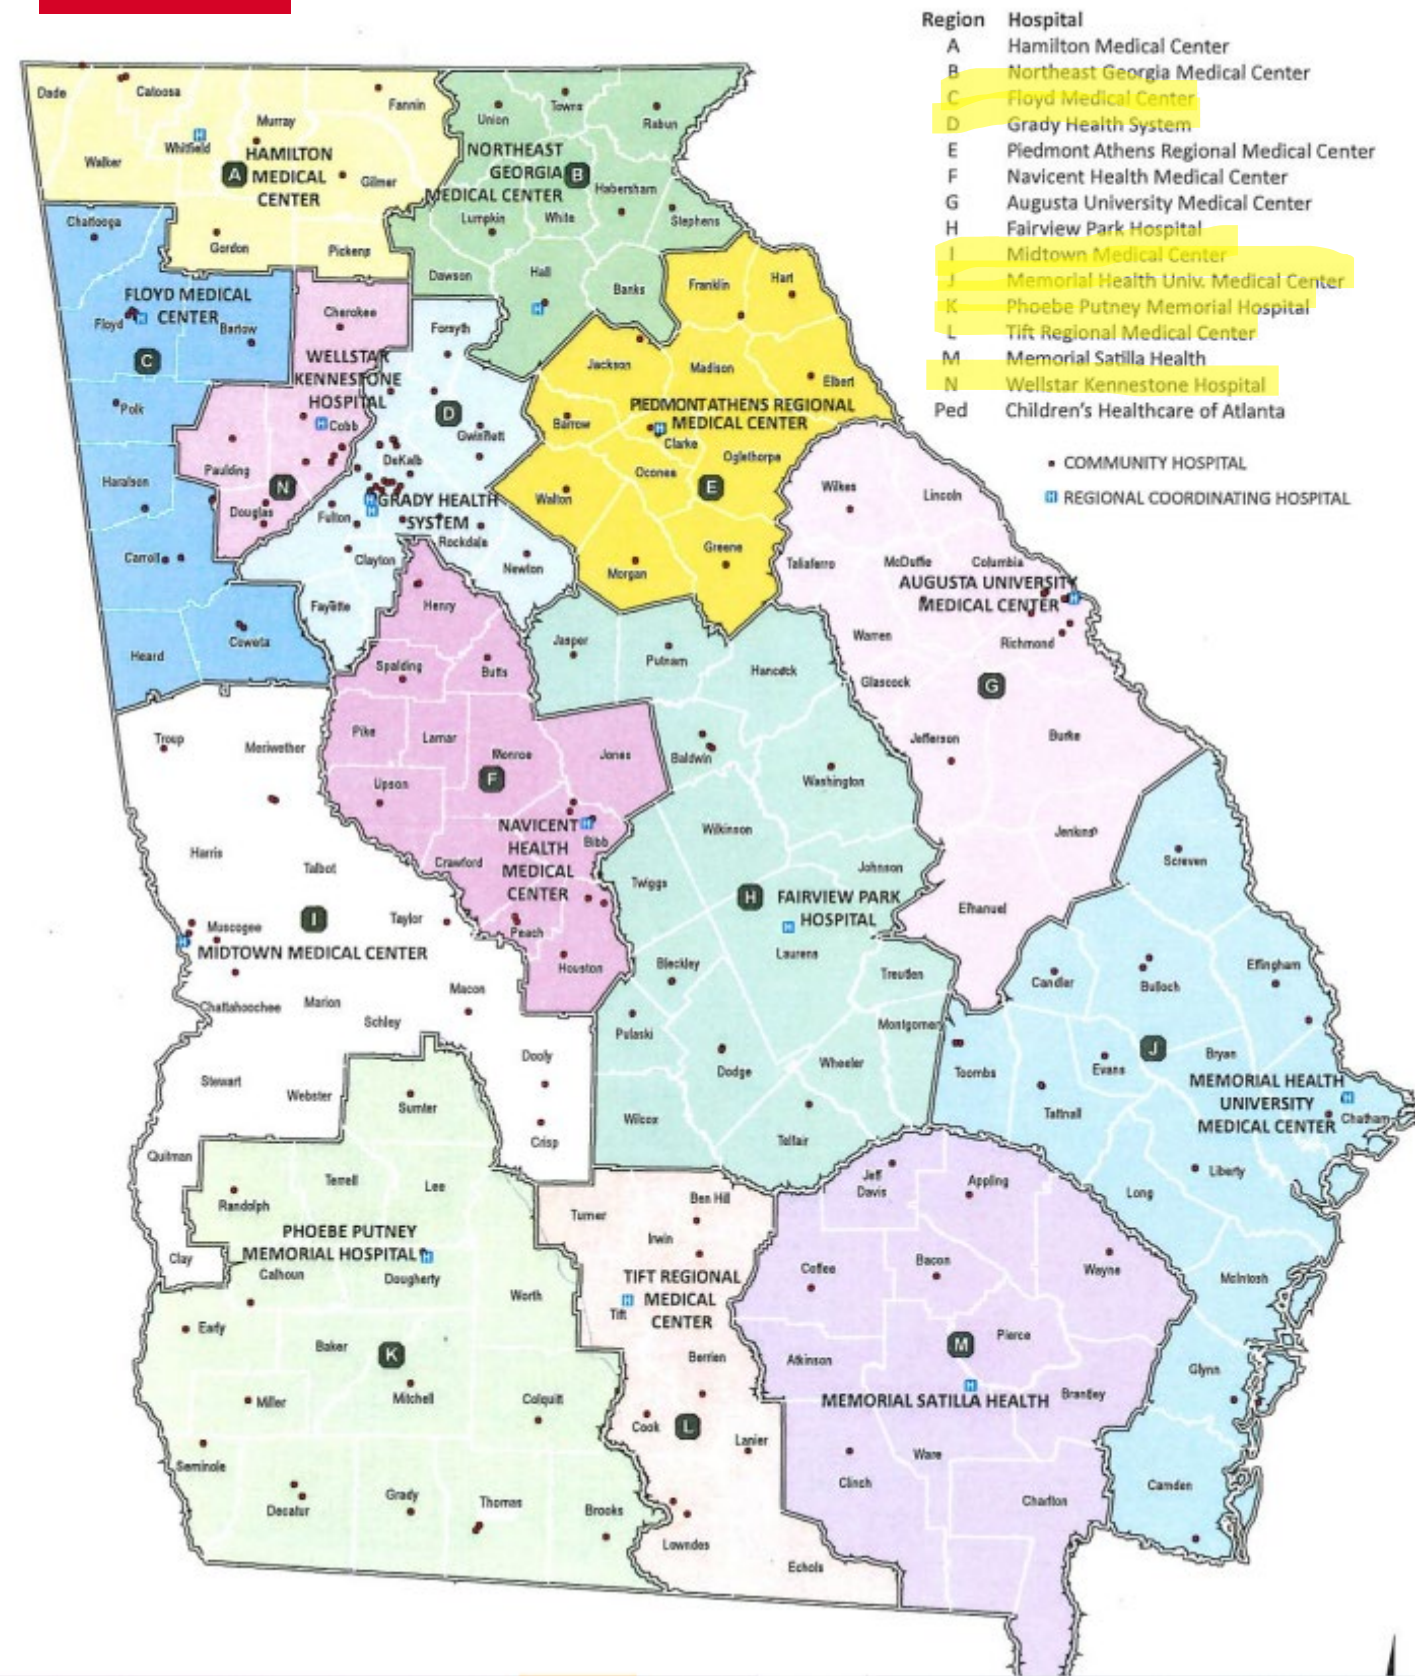 Region Hospital
A Hamilton Medical Center
B Northeast Georgia Medical Center
C Floyd Medical Center
D Grady Health System
E Piedmont Athens Regional Medical Center
F Navicent Health Medical Center
G Augusta University Medical Center
H Fairview Park Hospital
I Midtown Medical Center
J Memorial Health Univ. Medical Center
K Phoebe Putney Memorial Hospital
L Tift Regional Medical Center
M Memorial Satilla Health
N Wellstar Kennestone Hospital
Ped Children's Healthcare of Atlanta
COMMUNITY HOSPITAL
H REGIONAL COORDINATING HOSPITAL
Dade
Catoosa
Fannin
Murray
Whitfield
H
Walker
A
HAMILTON
MEDICAL
CENTER
Gilmer
Gordon
Pickens
Union
Towns
Rabun
NORTHEAST
GEORGIA
MEDICAL CENTER
B
Habersham
Lumpkin
White
Stephens
Dawson
Hall
H
Banks
Chattooga
FLOYD MEDICAL
CENTER
Floyd
H
Bartow
C
Polk
Haralson
Carroll
Heard
Coweta
Cherokee
WELLSTAR
KENNESTONE
HOSPITAL
H
Cobb
Paulding
N
Douglas
Forsyth
D
Gwinnett
DeKalb
H
H
GRADY HEALTH
SYSTEM
Fulton
Rockdale
Clayton
Newton
Fayette
Franklin
Hart
Jackson
Madison
Elbert
PIEDMONT ATHENS REGIONAL
MEDICAL CENTER
Barrow
H
Clarke
Oglethorpe
Oconee
E
Walton
Greene
Morgan
Wilkes
Lincoln
Taliaferro
McDuffie
Columbia
AUGUSTA UNIVERSITY
MEDICAL CENTER
H
Warren
Richmond
Glascock
G
Jefferson
Burke
Jenkins
Emanuel
Henry
Spalding
Butts
Pike
Lamar
Monroe
Jones
F
Upson
NAVICENT
HEALTH
MEDICAL
CENTER
H
Bibb
Crawford
Peach
Houston
Jasper
Putnam
Hancock
Baldwin
Washington
Wilkinson
Johnson
Twiggs
H
FAIRVIEW PARK
HOSPITAL
H
Laurens
Bleckley
Treutlen
Pulaski
Montgomery
Dodge
Wheeler
Wilcox
Telfair
Troup
Meriwether
Harris
Talbot
I
Muscogee
Taylor
H
MIDTOWN MEDICAL CENTER
Chattahoochee
Marion
Macon
Schley
Dooly
Stewart
Webster
Crisp
Quitman
Clay
Screven
Candler
Bulloch
Effingham
Toombs
Evans
J
Bryan
MEMORIAL HEALTH
UNIVERSITY
MEDICAL CENTER
H
Chatham
Tattnall
Liberty
Long
McIntosh
Glynn
Camden
Sumter
Terrell
Lee
Randolph
PHOEBE PUTNEY
MEMORIAL HOSPITAL
H
Calhoun
Dougherty
Worth
Early
Baker
K
Miller
Mitchell
Colquitt
Seminole
Decatur
Grady
Thomas
Brooks
Turner
Ben Hill
Irwin
TIFT REGIONAL
MEDICAL
CENTER
H
Tift
Berrien
Cook
L
Lanier
Lowndes
Echols
Jeff
Davis
Appling
Coffee
Bacon
Wayne
Atkinson
M
Pierce
H
MEMORIAL SATILLA HEALTH
Brantley
Ware
Clinch
Charlton